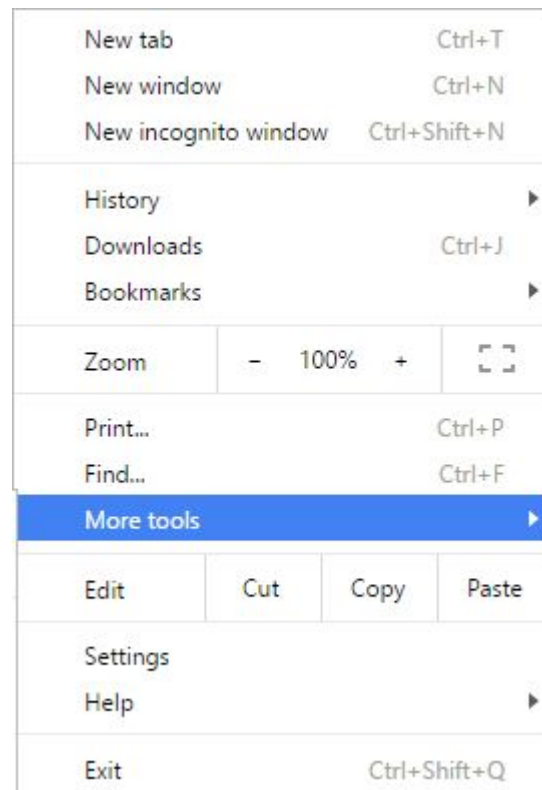 New tab Ctrl+T
New window Ctrl+N
New incognito window Ctrl+Shift+N
History
Downloads Ctrl+J
Bookmarks
Zoom − 100% +
Print... Ctrl+P
Find... Ctrl+F
More tools
Edit Cut Copy Paste
Settings
Help
Exit Ctrl+Shift+Q